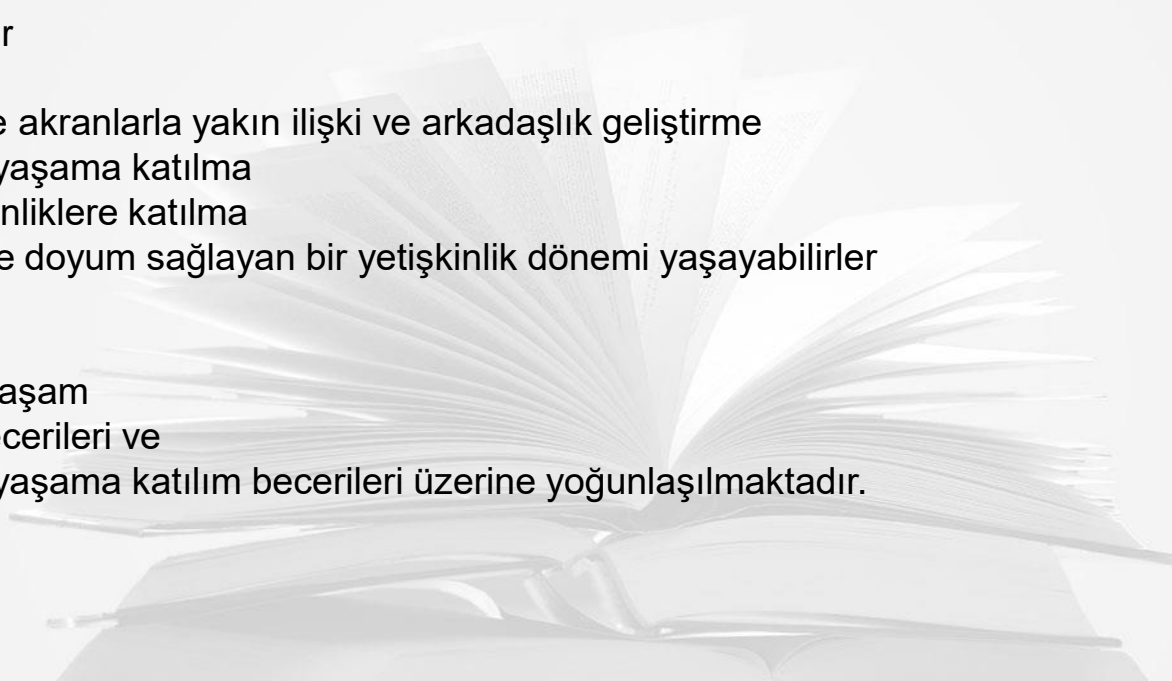 r
e akranlarla yakın ilişki ve arkadaşlık geliştirme
yaşama katılma
nliklere katılma
e doyum sağlayan bir yetişkinlik dönemi yaşayabilirler
aşam
ecerileri ve
yaşama katılım becerileri üzerine yoğunlaşılmaktadır.